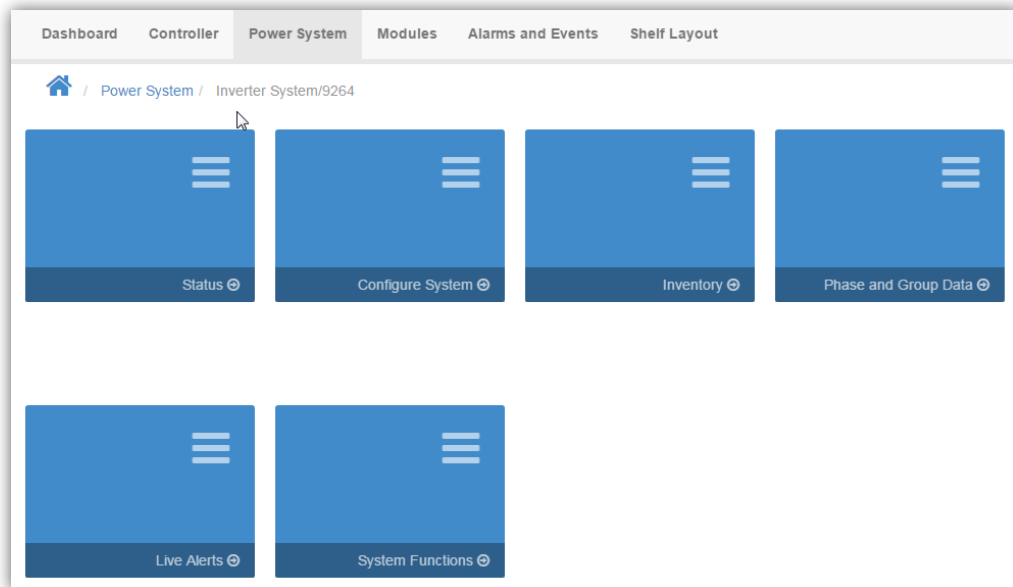 Dashboard Controller Power System Modules Alarms and Events Shelf Layout
/ Power System / Inverter System/9264
Status Configure System Inventory Phase and Group Data
Live Alerts System Functions